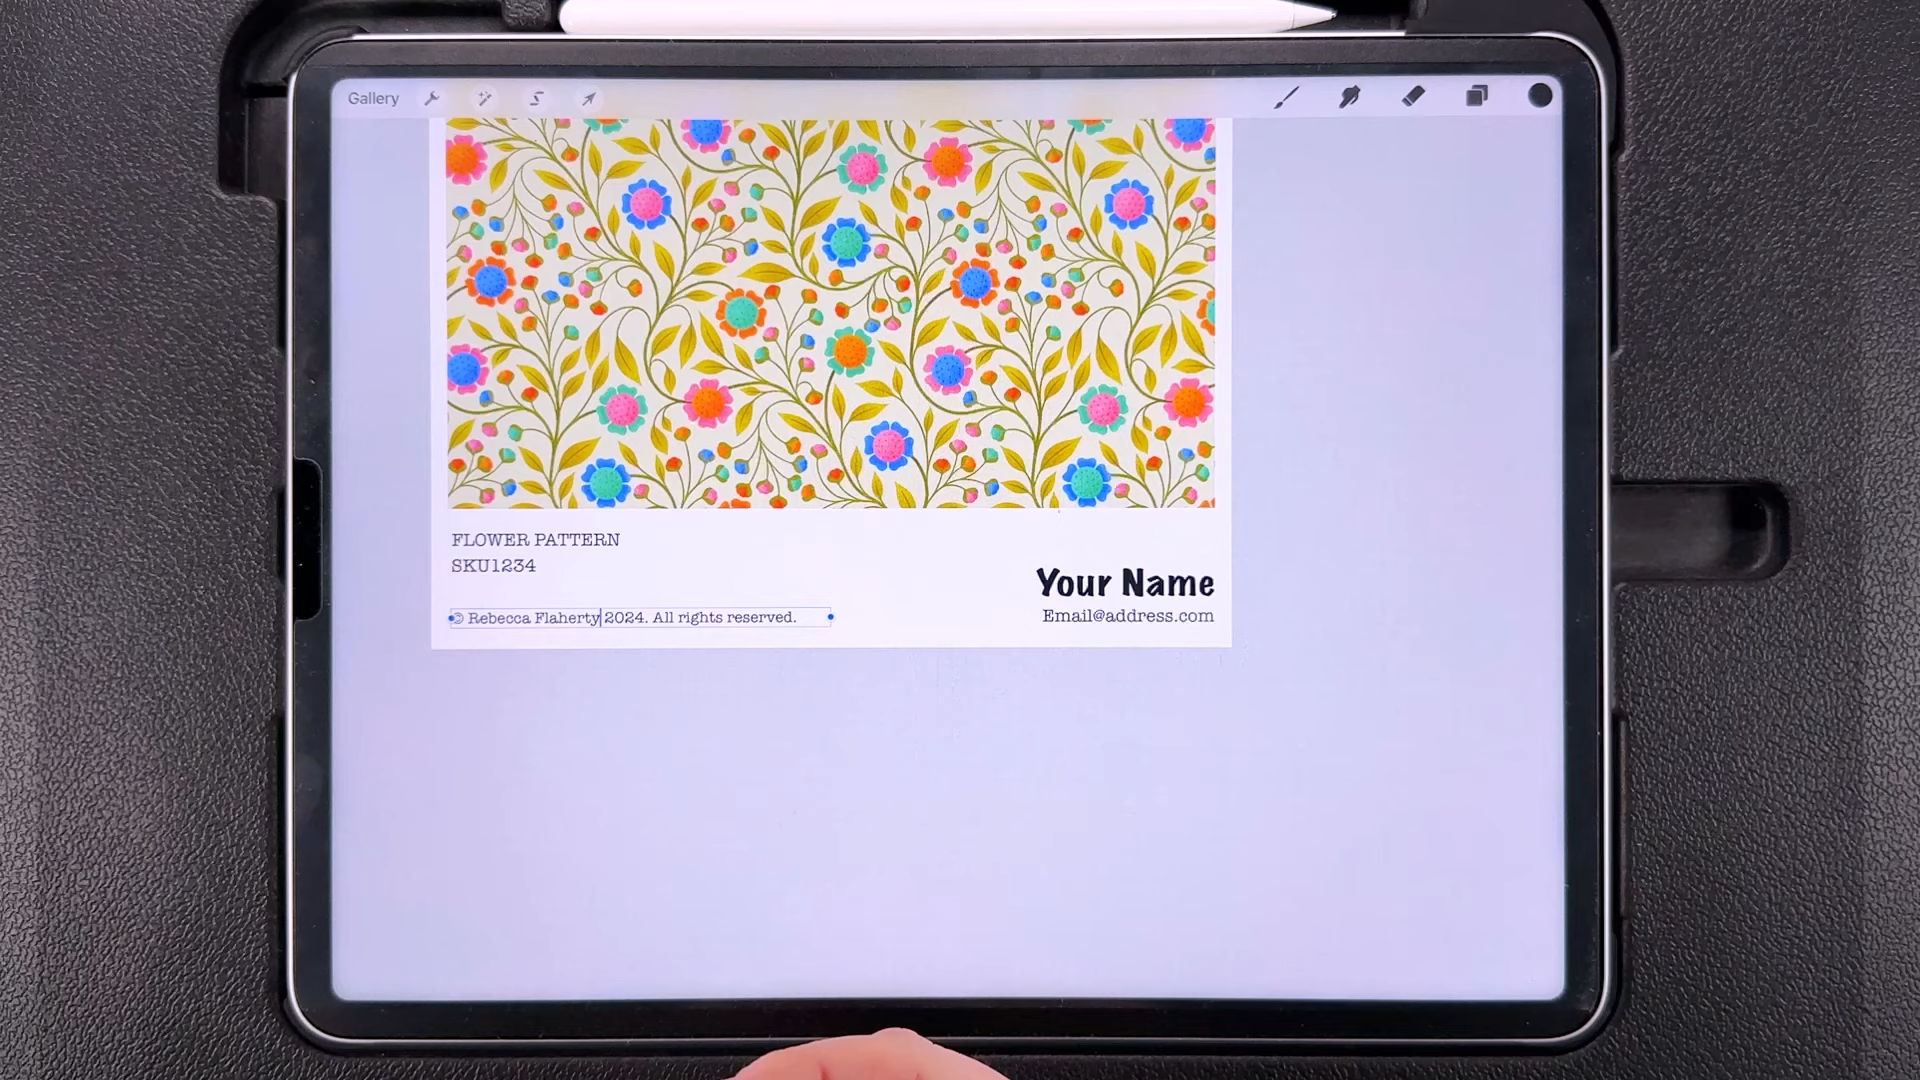 Gallery
FLOWER PATTERN
SKU1234
Your Name
© Rebecca Flaherty 2024. All rights reserved.
Email@address.com